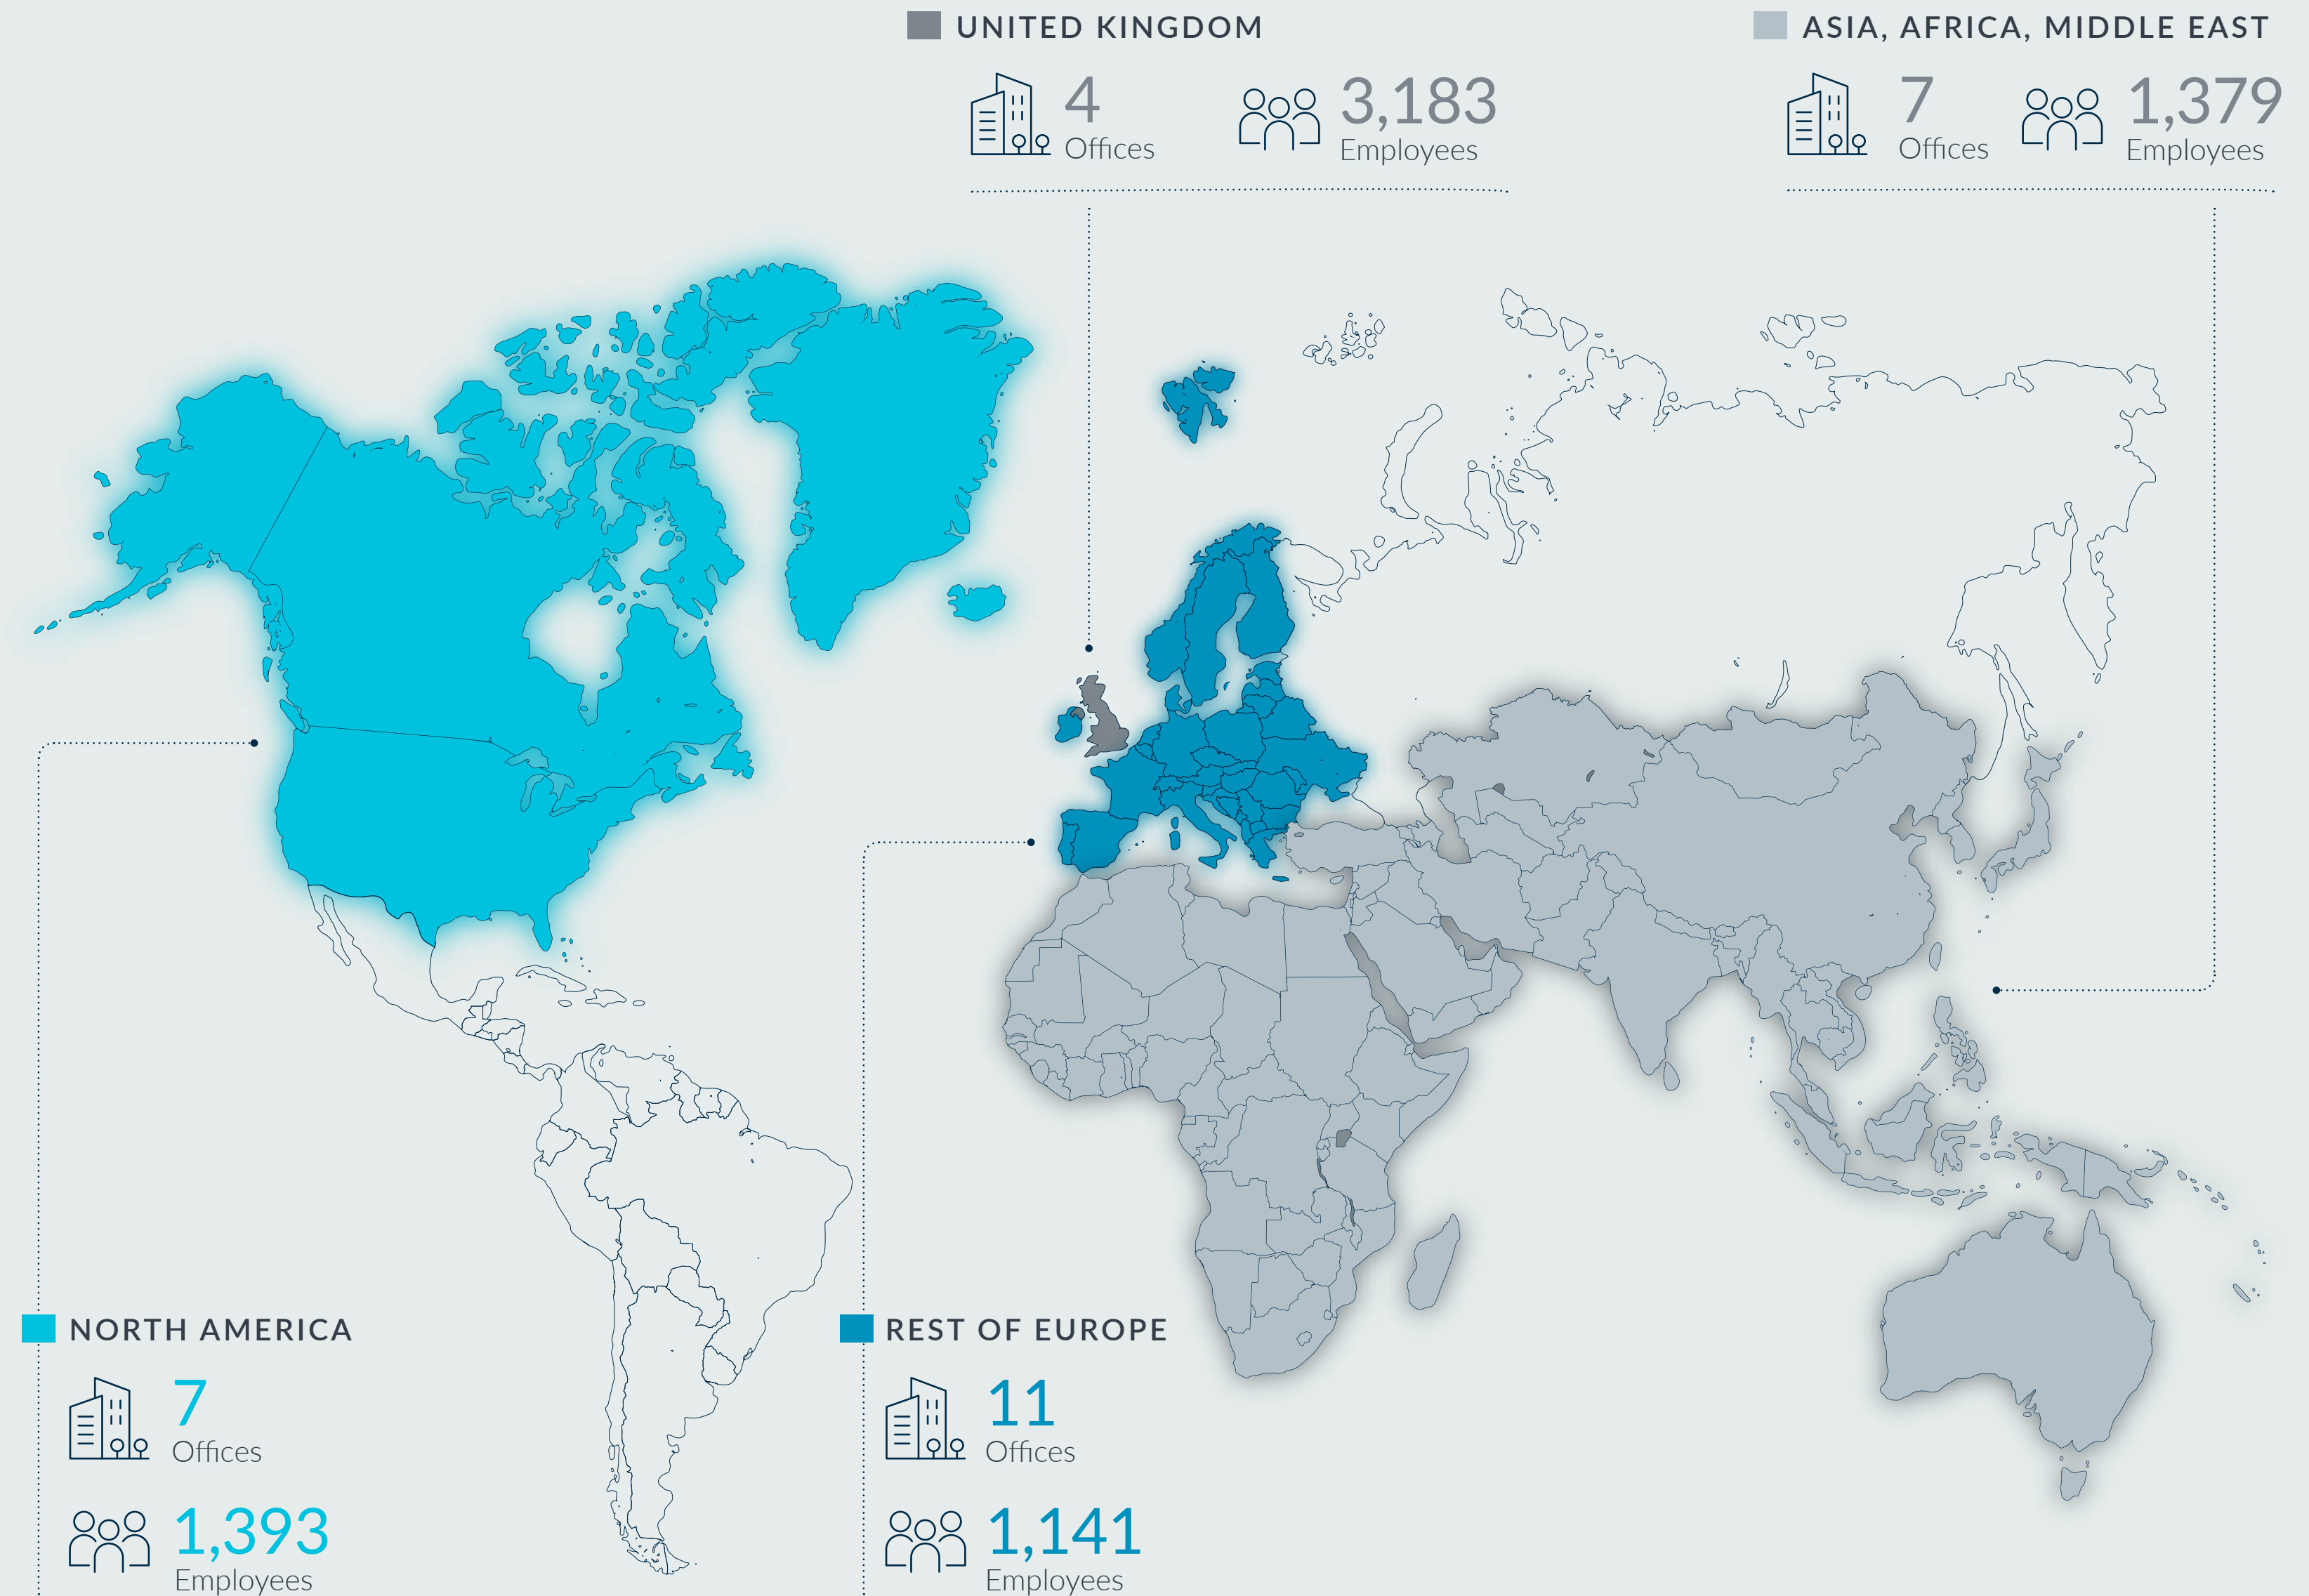 UNITED KINGDOM
4
Offices
3,183
Employees
ASIA, AFRICA, MIDDLE EAST
7
Offices
1,379
Employees
NORTH AMERICA
7
Offices
1,393
Employees
REST OF EUROPE
11
Offices
1,141
Employees